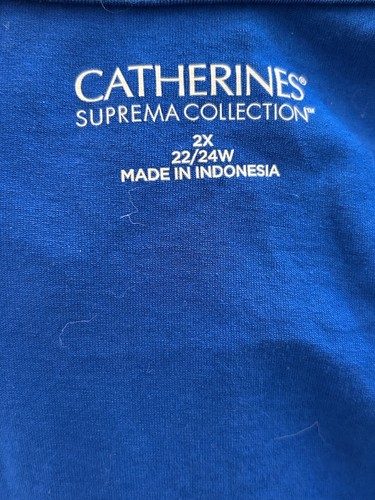 CATHERINES®
SUPREMA COLLECTION™
2X
22/24W
MADE IN INDONESIA